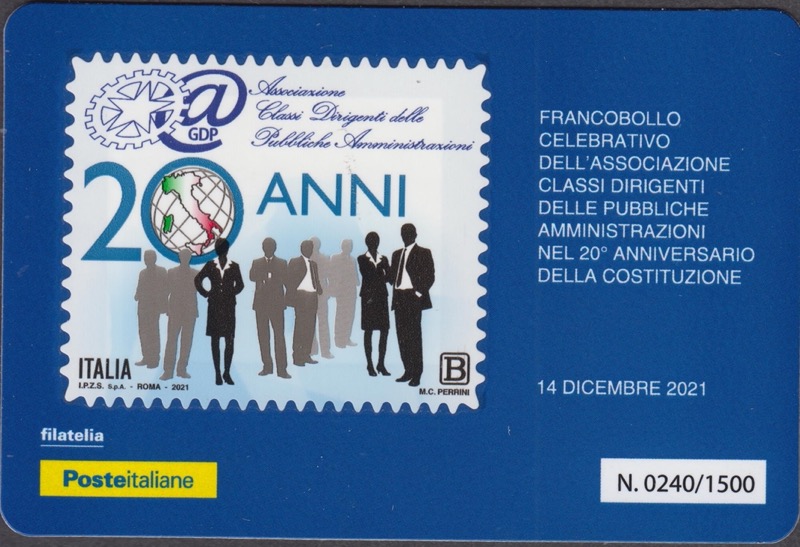 @
GDP
Associazione
Classi Dirigenti delle
Pubbliche Amministrazioni
20 ANNI
ITALIA
I.P.Z.S. S.p.A. - ROMA - 2021
B
M.C. PERRINI
FRANCOBOLLO
CELEBRATIVO
DELL'ASSOCIAZIONE
CLASSI DIRIGENTI
DELLE PUBBLICHE
AMMINISTRAZIONI
NEL 20° ANNIVERSARIO
DELLA COSTITUZIONE
14 DICEMBRE 2021
filatelia
Posteitaliane
N. 0240/1500